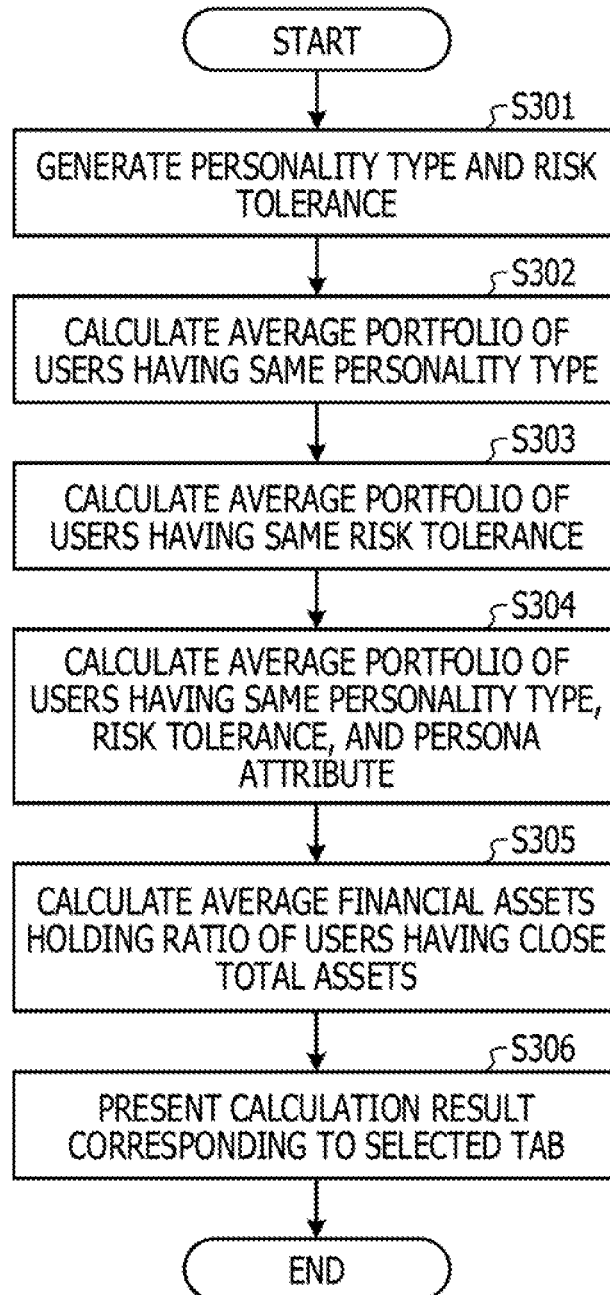 START
S301
GENERATE PERSONALITY TYPE AND RISK
TOLERANCE
S302
CALCULATE AVERAGE PORTFOLIO OF
USERS HAVING SAME PERSONALITY TYPE
S303
CALCULATE AVERAGE PORTFOLIO OF
USERS HAVING SAME RISK TOLERANCE
S304
CALCULATE AVERAGE PORTFOLIO OF
USERS HAVING SAME PERSONALITY TYPE,
RISK TOLERANCE, AND PERSONA
ATTRIBUTE
S305
CALCULATE AVERAGE FINANCIAL ASSETS
HOLDING RATIO OF USERS HAVING CLOSE
TOTAL ASSETS
S306
PRESENT CALCULATION RESULT
CORRESPONDING TO SELECTED TAB
END